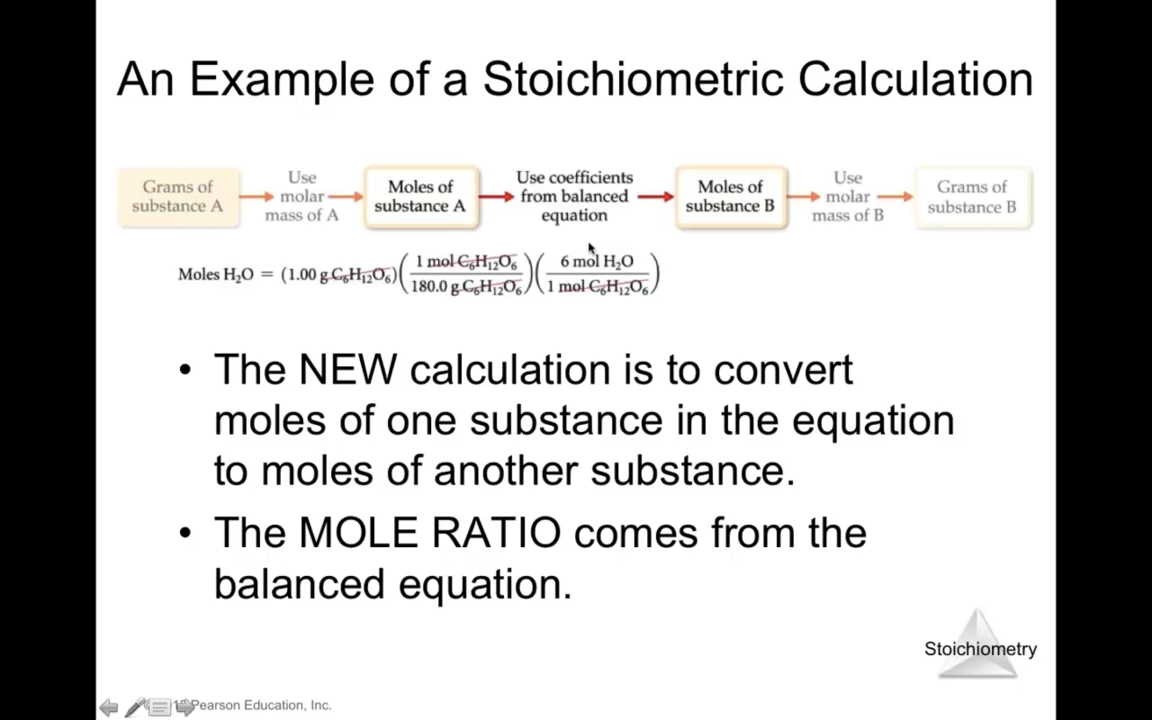 An Example of a Stoichiometric Calculation
Grams of substance A
Use molar mass of A
Moles of substance A
Use coefficients from balanced equation
Moles of substance B
Use molar mass of B
Grams of substance B
Moles H₂O = (1.00 g C₆H₁₂O₆)(1 mol C₆H₁₂O₆ / 180.0 g C₆H₁₂O₆)(6 mol H₂O / 1 mol C₆H₁₂O₆)
• The NEW calculation is to convert
moles of one substance in the equation
to moles of another substance.
• The MOLE RATIO comes from the
balanced equation.
Stoichiometry
Pearson Education, Inc.